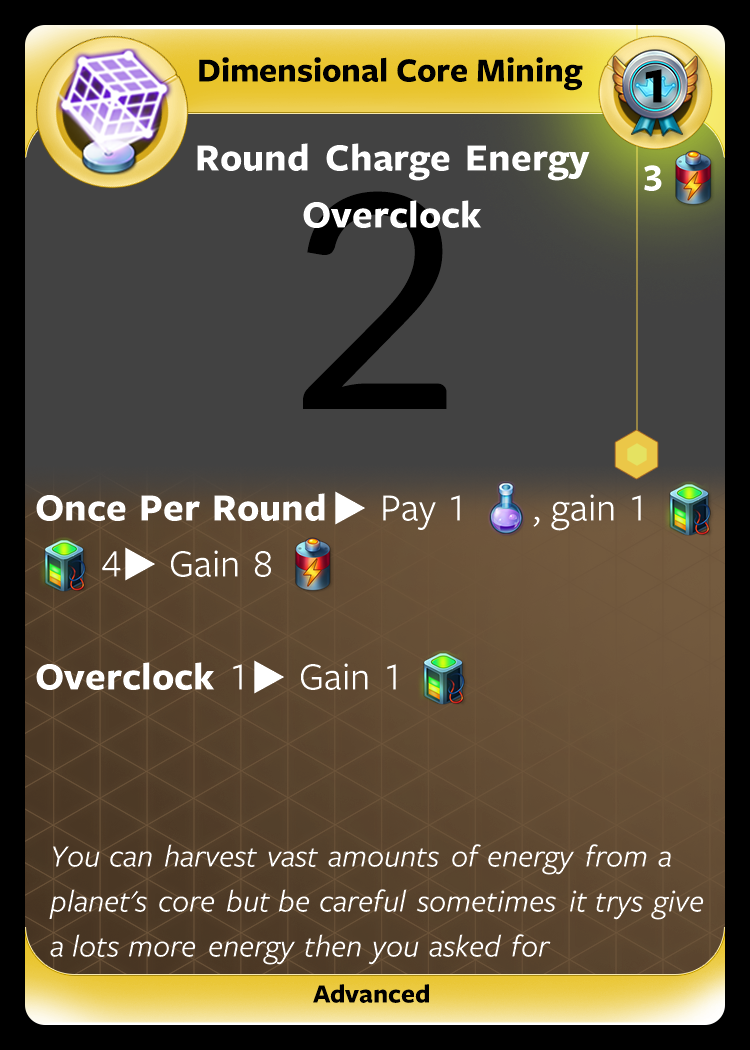 Dimensional Core Mining
1
Round Charge Energy
3
Overclock
2
Once Per Round▶ Pay 1 , gain 1
4▶ Gain 8
Overclock 1▶ Gain 1
You can harvest vast amounts of energy from a
planet's core but be careful sometimes it trys give
a lots more energy then you asked for
Advanced